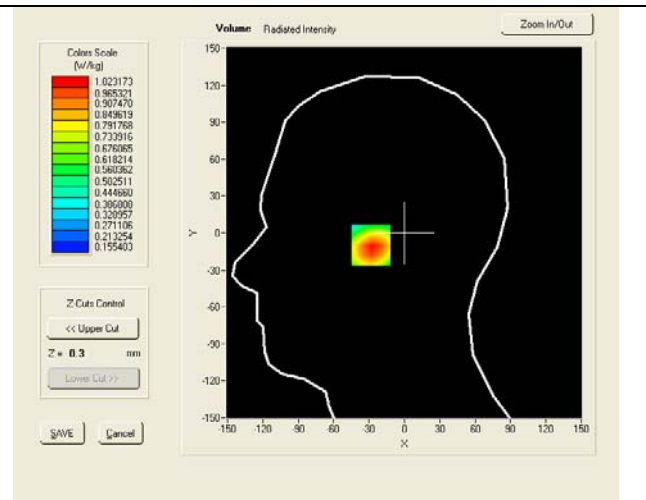 Volume Radiated Intensity
Zoom In/Out
Colors Scale
(W/kg)
1.023173
0.965321
0.907470
0.849619
0.791768
0.733916
0.676065
0.618214
0.560362
0.502511
0.444660
0.386808
0.328957
0.271106
0.213254
0.155403
Z-Cuts Control
<< Upper Cut
Z = 0.3 mm
Lower Cut >>
SAVE Cancel
150
120
90
60
30
0
-30
-60
-90
-120
-150
Y
-150 -120 -90 -60 -30 0 30 60 90 120 150
X